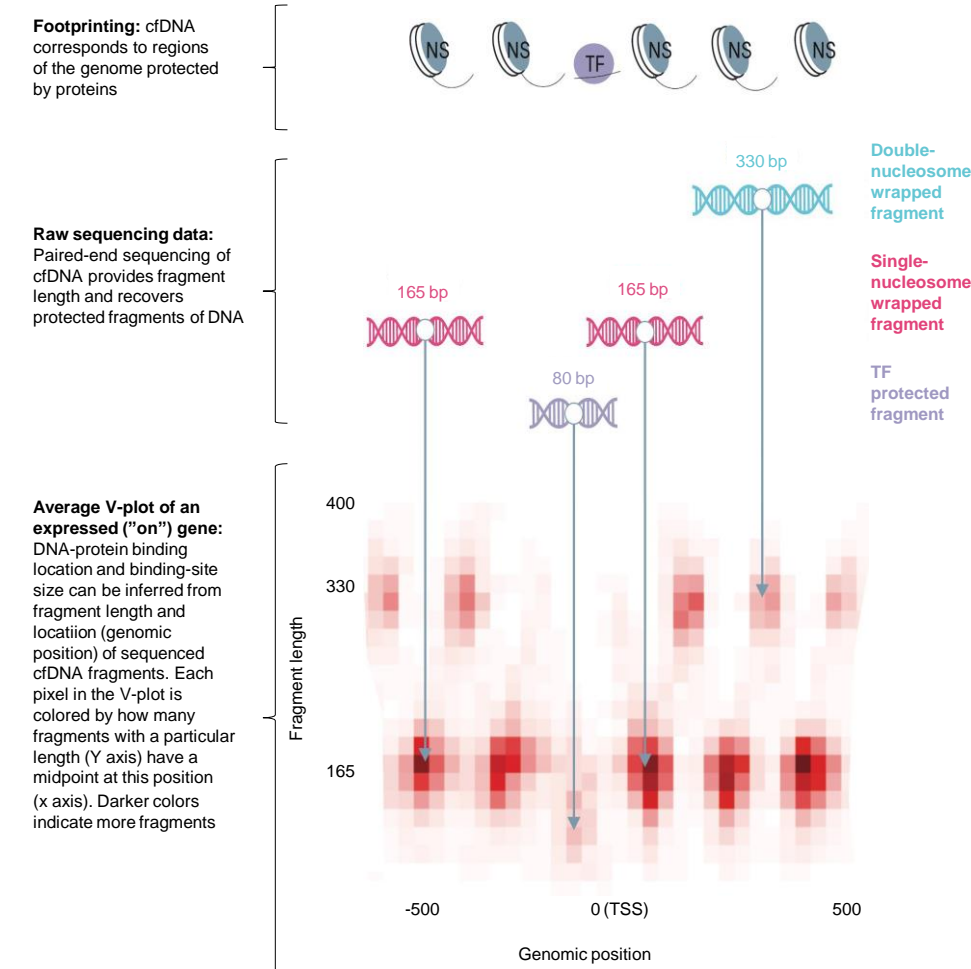 Footprinting: cfDNA
corresponds to regions
of the genome protected
by proteins
NS
NS
TF
NS
NS
NS
Raw sequencing data:
Paired-end sequencing of
cfDNA provides fragment
length and recovers
protected fragments of DNA
330 bp
165 bp
165 bp
80 bp
Double-
nucleosome
wrapped
fragment
Single-
nucleosome
wrapped
fragment
TF
protected
fragment
Average V-plot of an
expressed (”on”) gene:
DNA-protein binding
location and binding-site
size can be inferred from
fragment length and
locatiion (genomic
position) of sequenced
cfDNA fragments. Each
pixel in the V-plot is
colored by how many
fragments with a particular
length (Y axis) have a
midpoint at this position
(x axis). Darker colors
indicate more fragments
Fragment length
400
330
165
-500
0 (TSS)
500
Genomic position